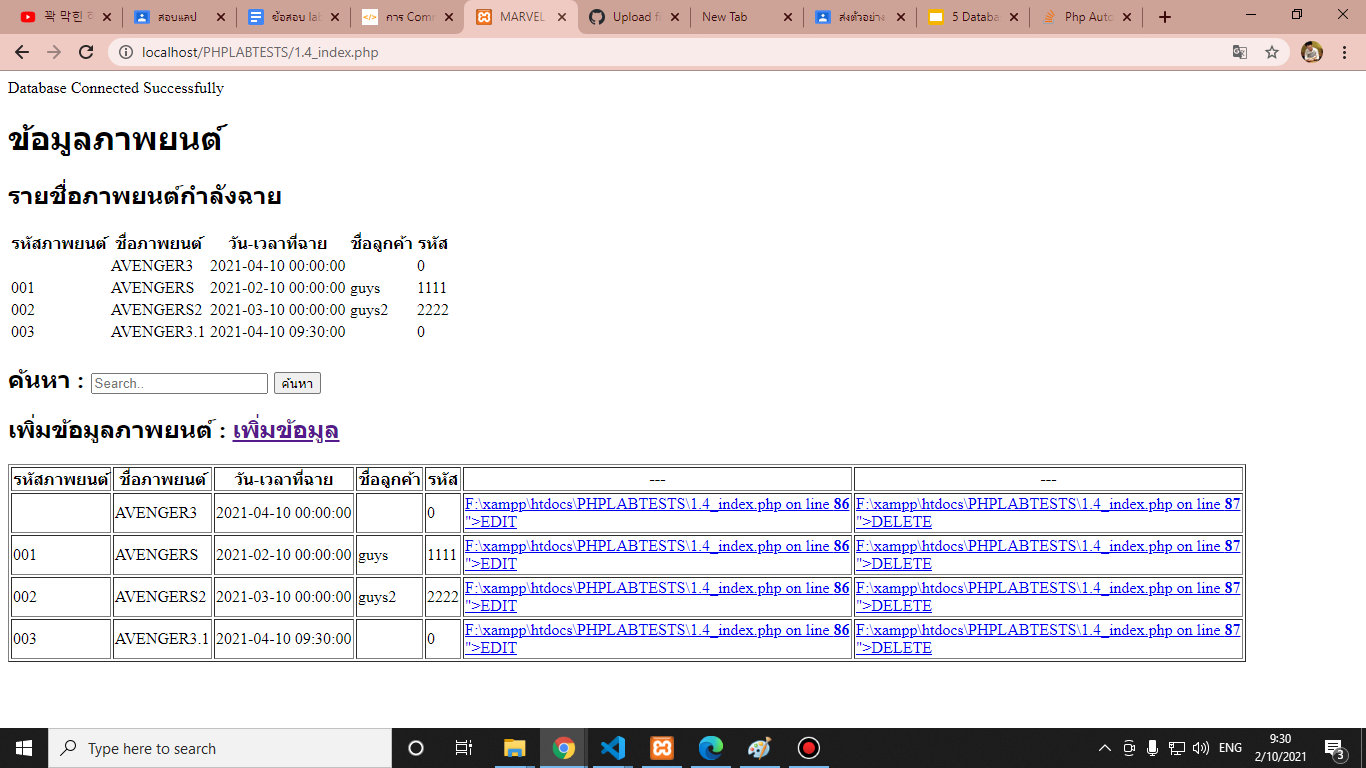 꽉 막힌
สอบแลป
ข้อสอบ lab
การ Comm
MARVEL
Upload f
New Tab
ส่งตัวอย่าง
5 Databa
Php Auto
localhost/PHPLABTESTS/1.4_index.php
Database Connected Successfully
ข้อมูลภาพยนต์
รายชื่อภาพยนต์กำลังฉาย
รหัสภาพยนต์ ชื่อภาพยนต์ วัน-เวลาที่ฉาย ชื่อลูกค้า รหัส
AVENGER3 2021-04-10 00:00:00 0
001 AVENGERS 2021-02-10 00:00:00 guys 1111
002 AVENGERS2 2021-03-10 00:00:00 guys2 2222
003 AVENGER3.1 2021-04-10 09:30:00 0
ค้นหา : Search.. ค้นหา
เพิ่มข้อมูลภาพยนต์ : เพิ่มข้อมูล
รหัสภาพยนต์ ชื่อภาพยนต์ วัน-เวลาที่ฉาย ชื่อลูกค้า รหัส --- ---
AVENGER3 2021-04-10 00:00:00 0 F:\xampp\htdocs\PHPLABTESTS\1.4_index.php on line 86 F:\xampp\htdocs\PHPLABTESTS\1.4_index.php on line 87
">EDIT ">DELETE
001 AVENGERS 2021-02-10 00:00:00 guys 1111 F:\xampp\htdocs\PHPLABTESTS\1.4_index.php on line 86 F:\xampp\htdocs\PHPLABTESTS\1.4_index.php on line 87
">EDIT ">DELETE
002 AVENGERS2 2021-03-10 00:00:00 guys2 2222 F:\xampp\htdocs\PHPLABTESTS\1.4_index.php on line 86 F:\xampp\htdocs\PHPLABTESTS\1.4_index.php on line 87
">EDIT ">DELETE
003 AVENGER3.1 2021-04-10 09:30:00 0 F:\xampp\htdocs\PHPLABTESTS\1.4_index.php on line 86 F:\xampp\htdocs\PHPLABTESTS\1.4_index.php on line 87
">EDIT ">DELETE
Type here to search
ENG
9:30
2/10/2021
3